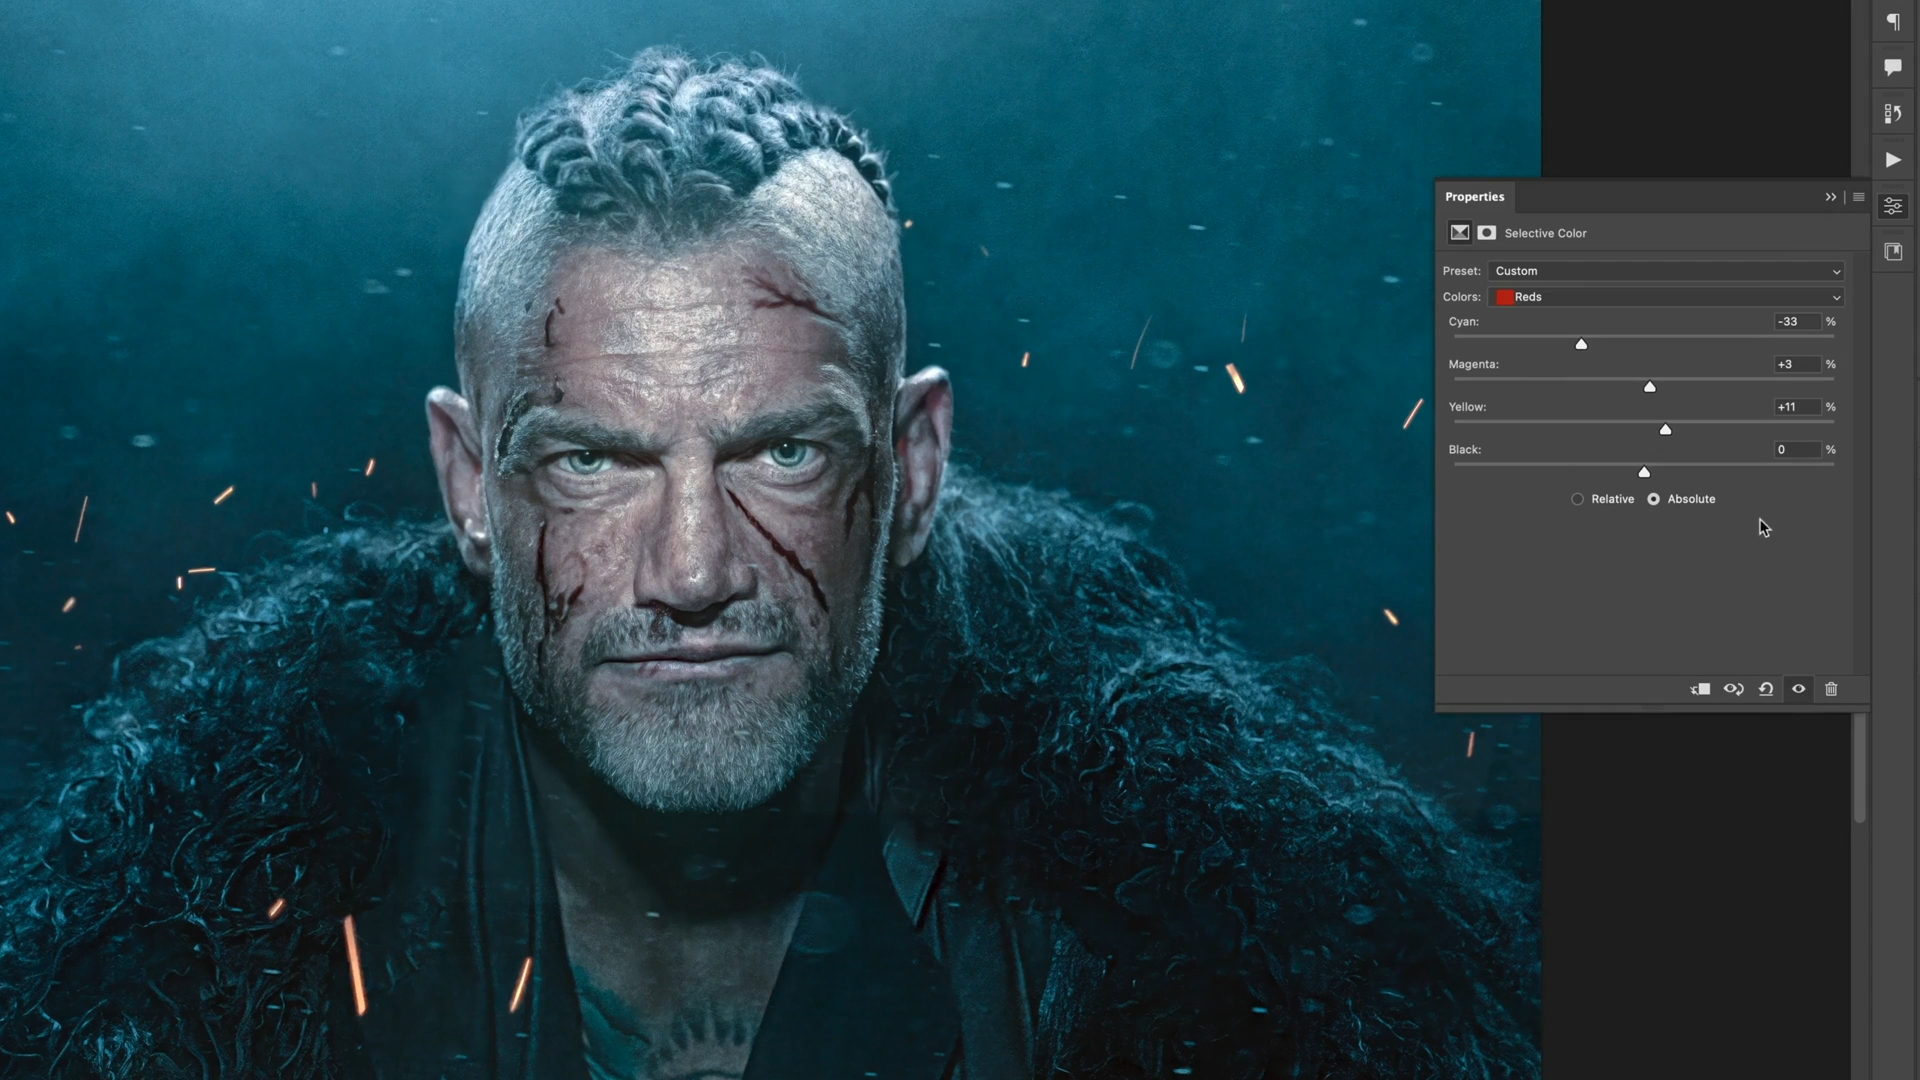 Properties
Selective Color
Preset: Custom
Colors: Reds
Cyan: -33 %
Magenta: +3 %
Yellow: +11 %
Black: 0 %
Relative Absolute